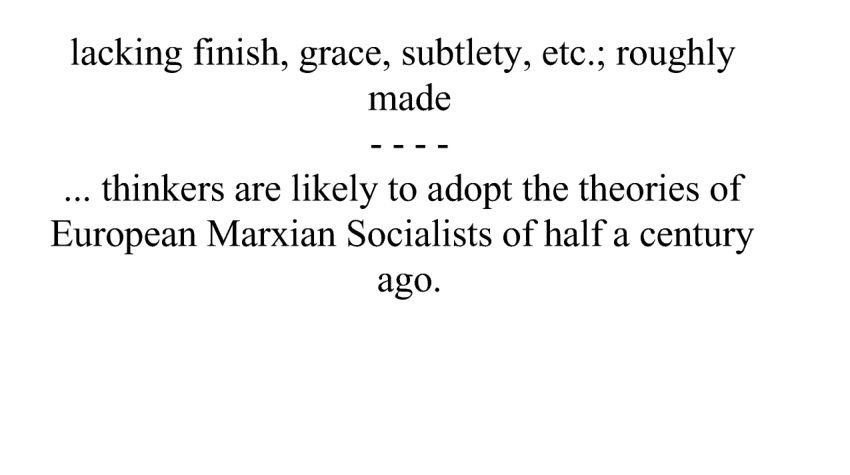 lacking finish, grace, subtlety, etc.; roughly
made
- - - -
... thinkers are likely to adopt the theories of
European Marxian Socialists of half a century
ago.